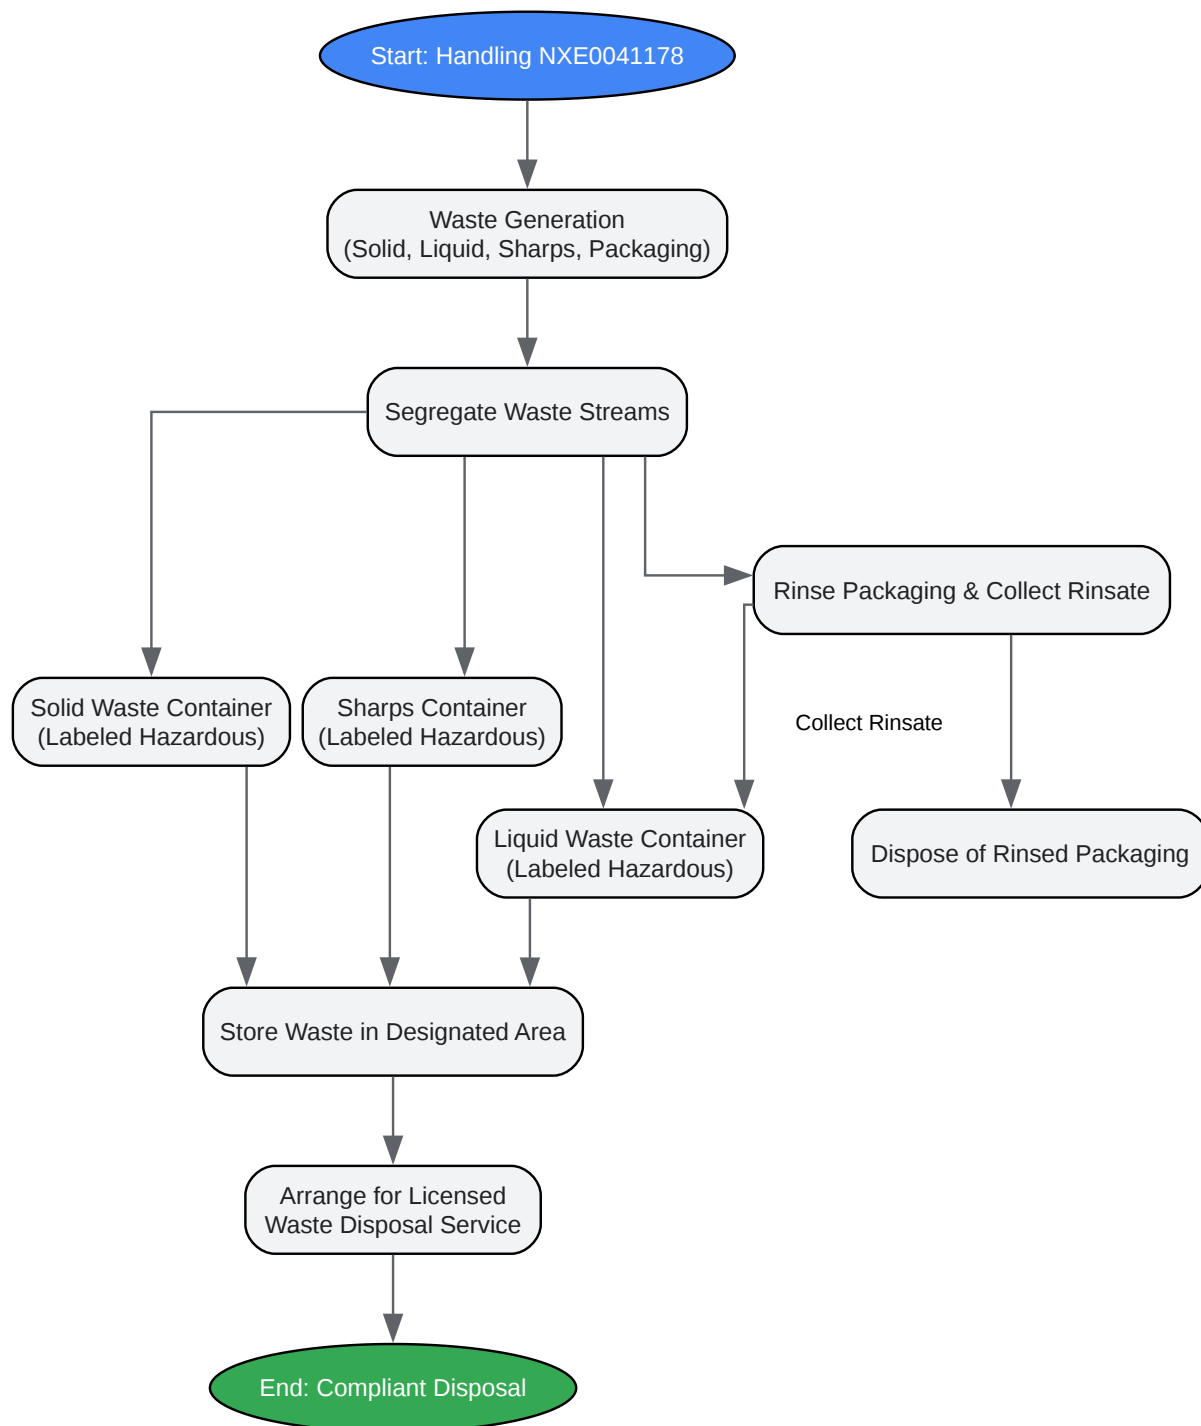 Start: Handling NXE0041178
Waste Generation
(Solid, Liquid, Sharps, Packaging)
Segregate Waste Streams
Rinse Packaging & Collect Rinsate
Solid Waste Container
(Labeled Hazardous)
Sharps Container
(Labeled Hazardous)
Collect Rinsate
Liquid Waste Container
(Labeled Hazardous)
Dispose of Rinsed Packaging
Store Waste in Designated Area
Arrange for Licensed
Waste Disposal Service
End: Compliant Disposal